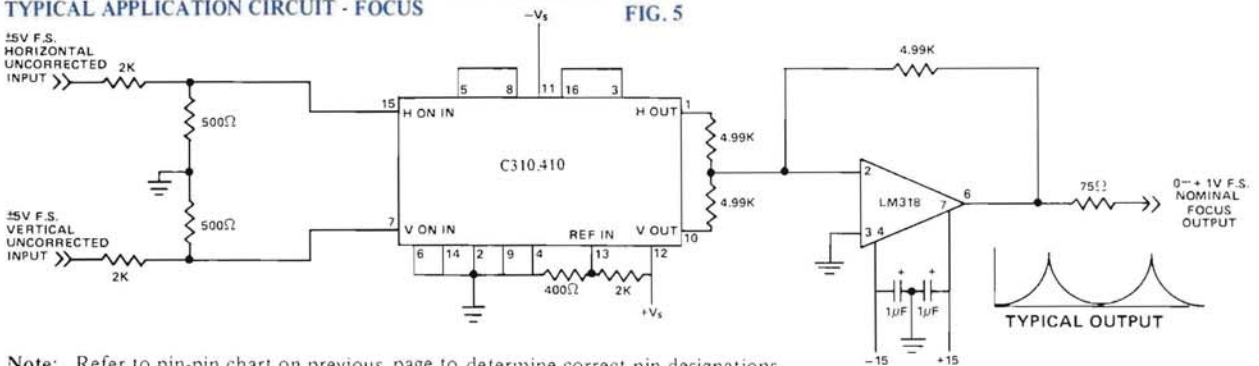 TYPICAL APPLICATION CIRCUIT - FOCUS
FIG. 5
±5V F.S.
HORIZONTAL
UNCORRECTED
INPUT
2K
500Ω
500Ω
±5V F.S.
VERTICAL
UNCORRECTED
INPUT
2K
-Vs
5
8
11
16
3
15
H ON IN
H OUT
1
C310,410
7
V ON IN
REF IN
V OUT
10
6
14
2
9
4
13
12
400Ω
2K
+Vs
4.99K
4.99K
4.99K
2
LM318
7
6
3
4
1µF
1µF
-15
+15
75Ω
0–+ 1V F.S.
NOMINAL
FOCUS
OUTPUT
TYPICAL OUTPUT
Note: Refer to pin-pin chart on previous page to determine correct pin designations